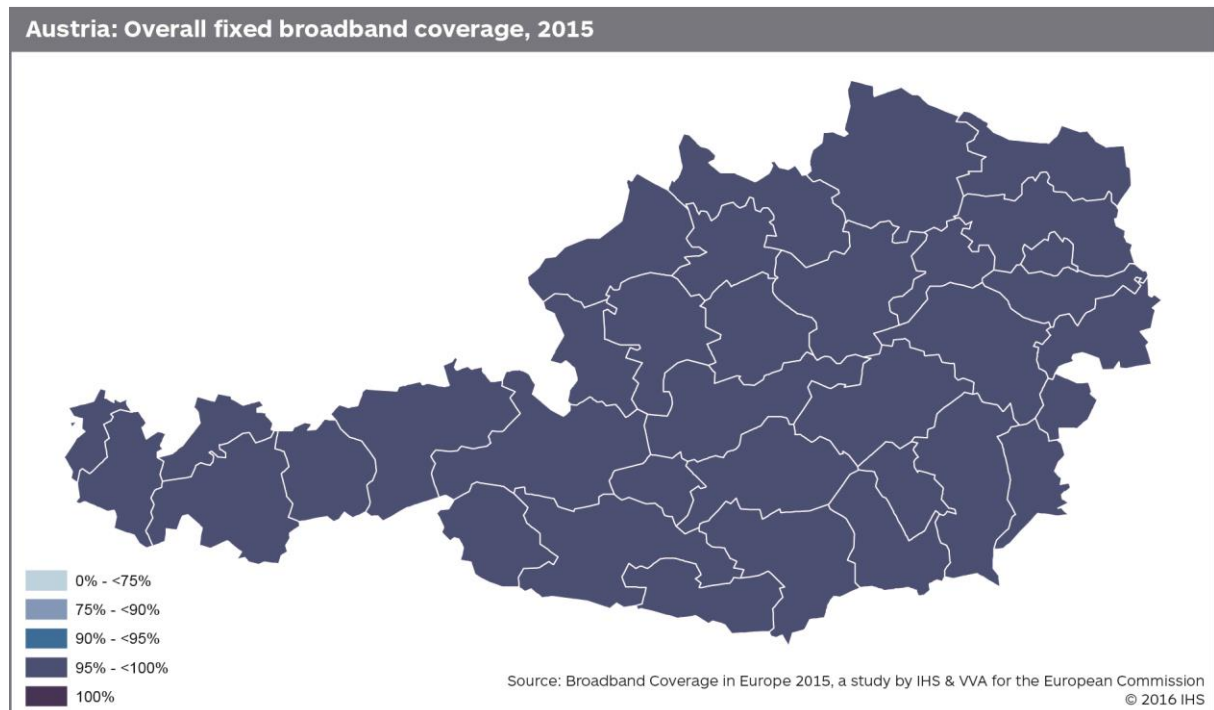 Austria: Overall fixed broadband coverage, 2015
0% - <75%
75% - <90%
90% - <95%
95% - <100%
100%
Source: Broadband Coverage in Europe 2015, a study by IHS & VVA for the European Commission
© 2016 IHS